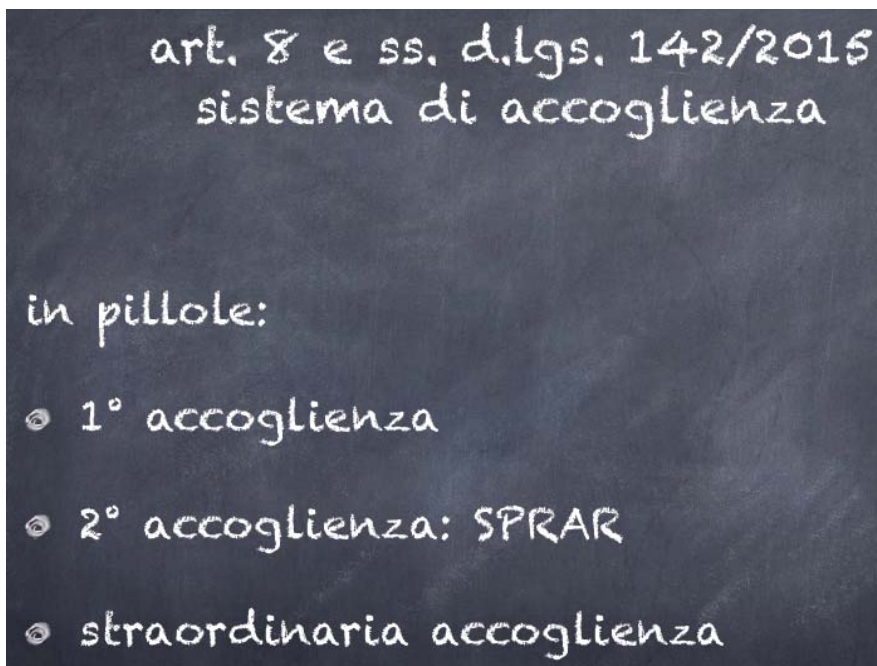 art. 8 e ss. d.lgs. 142/2015
sistema di accoglienza
in pillole:
1° accoglienza
2° accoglienza: SPRAR
straordinaria accoglienza